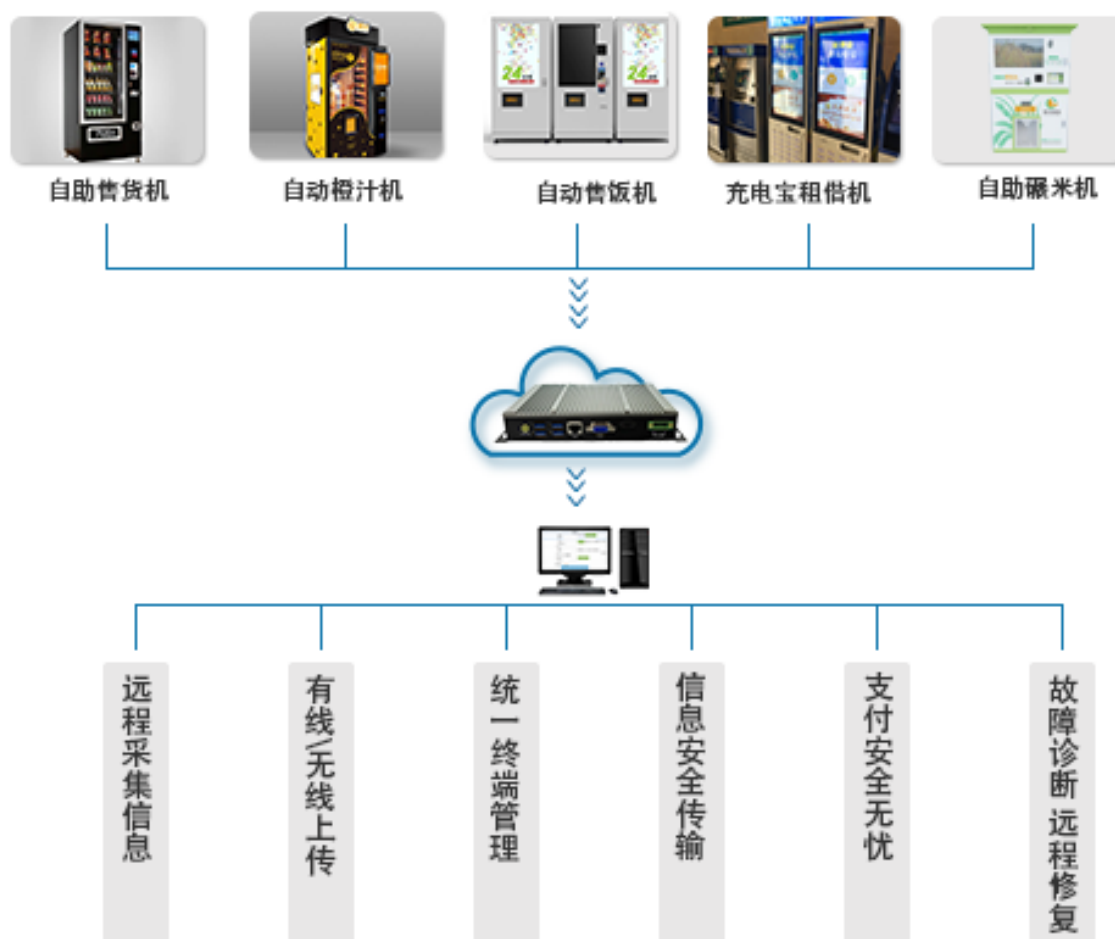 24
24
自助售货机
自动橙汁机
自动售饭机
充电宝租借机
自助碾米机
远程采集信息
有线\无线上传
统一终端管理
信息安全传输
支付安全无忧
故障诊断 远程修复